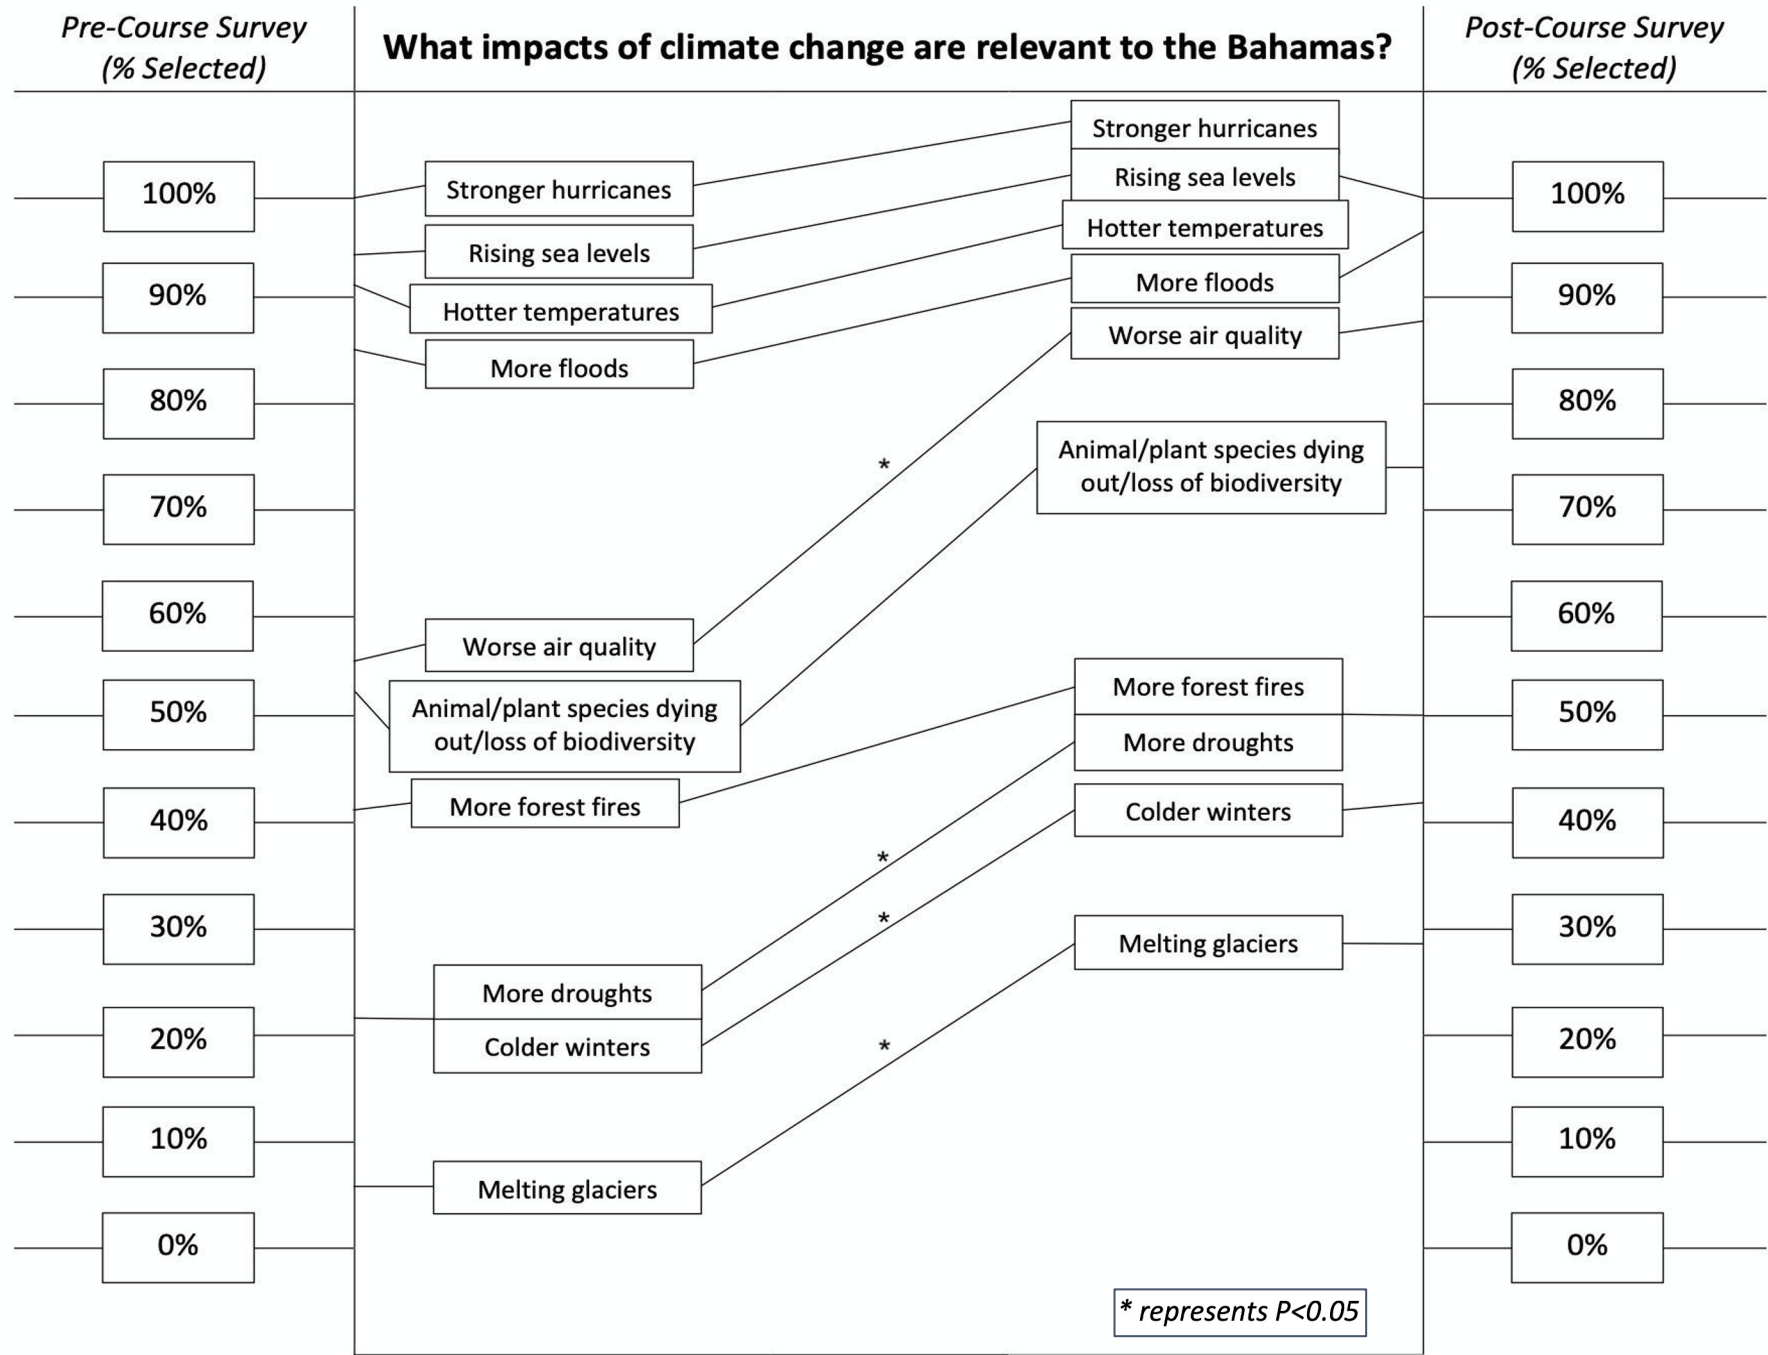 Pre-Course Survey
(% Selected)
What impacts of climate change are relevant to the Bahamas?
Post-Course Survey
(% Selected)
100%
90%
80%
70%
60%
50%
40%
30%
20%
10%
0%
Stronger hurricanes
Rising sea levels
Hotter temperatures
More floods
Worse air quality
Animal/plant species dying
out/loss of biodiversity
More forest fires
More droughts
Colder winters
Melting glaciers
*
*
*
*
Stronger hurricanes
Rising sea levels
Hotter temperatures
More floods
Worse air quality
Animal/plant species dying
out/loss of biodiversity
More forest fires
More droughts
Colder winters
Melting glaciers
100%
90%
80%
70%
60%
50%
40%
30%
20%
10%
0%
* represents P<0.05